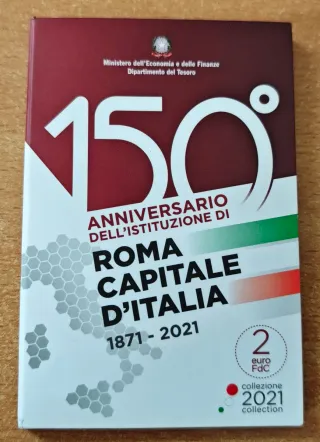 Ministero dell'Economia e delle Finanze
Dipartimento del Tesoro
150°
ANNIVERSARIO
DELL'ISTITUZIONE DI
ROMA
CAPITALE
D'ITALIA
1871 - 2021
2
euro
FdC
collezione
2021
collection